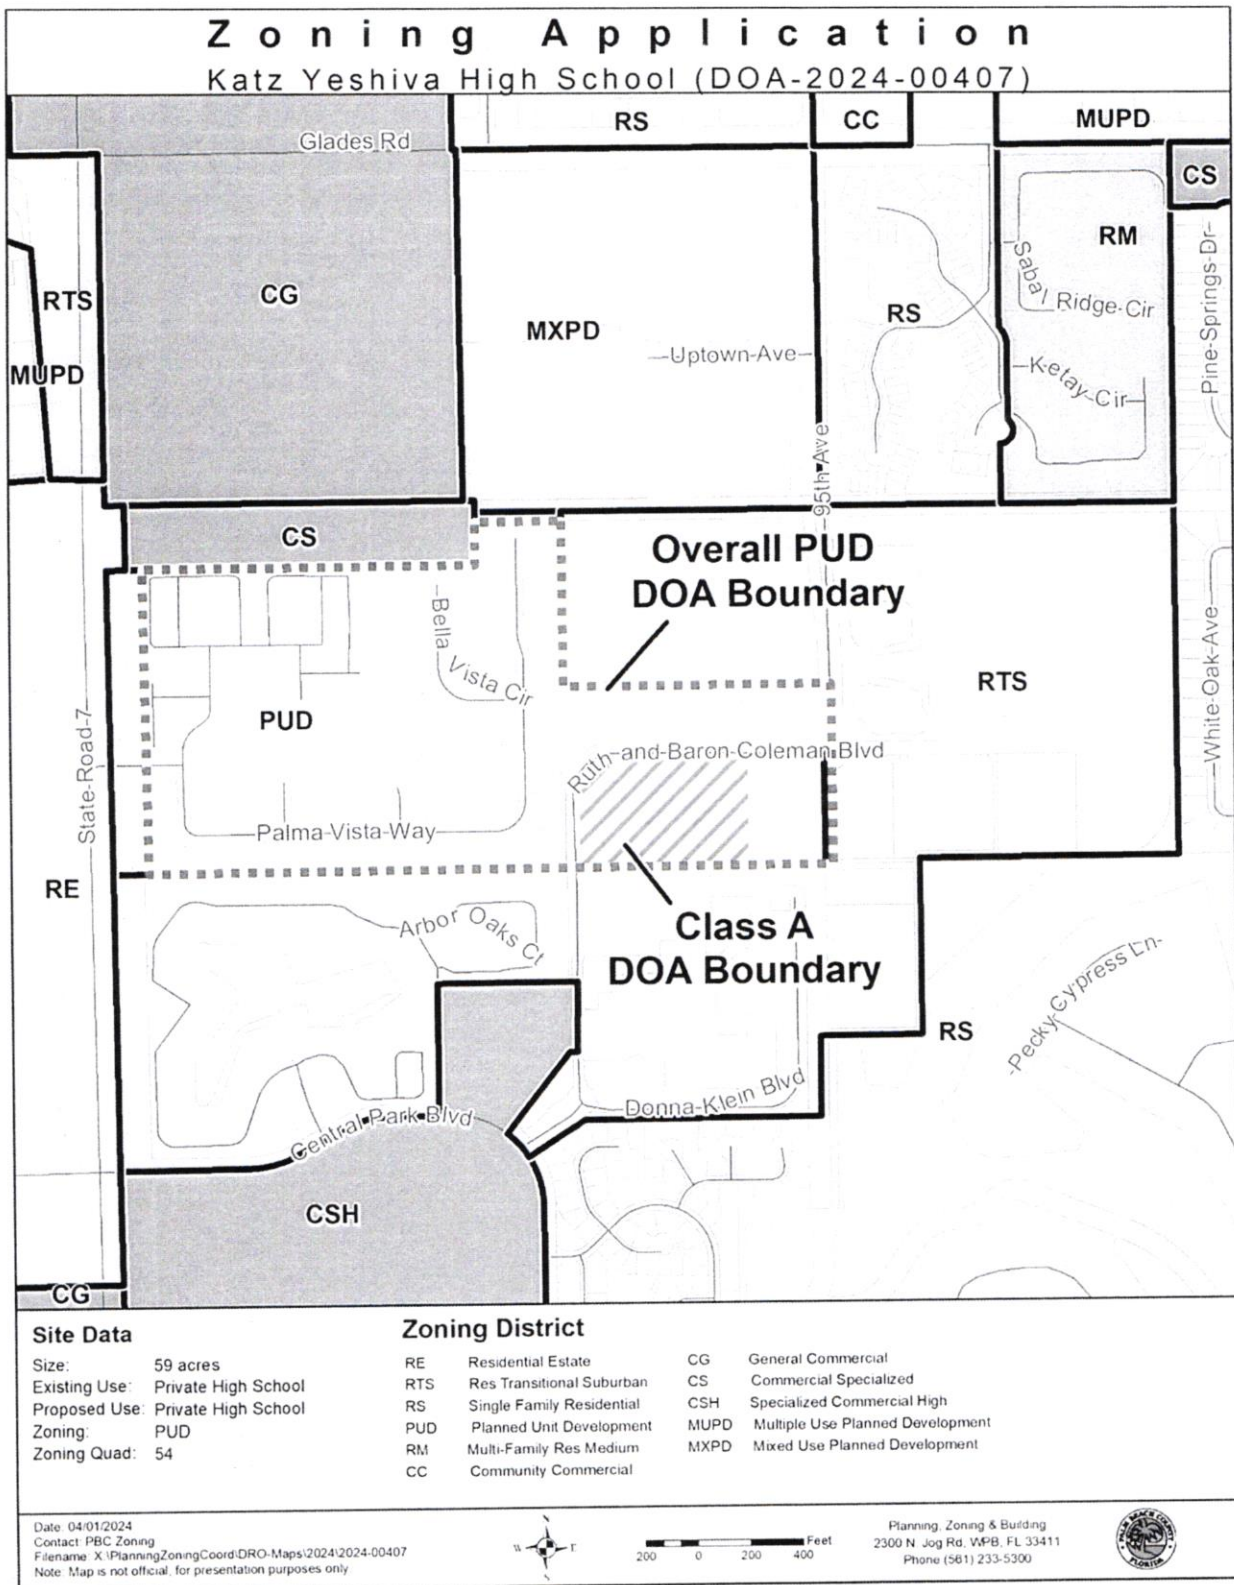 Zoning Application
Katz Yeshiva High School (DOA-2024-00407)
RS
CC
MUPD
Glades Rd
CS
RM
RTS
CG
MXPD
RS
Sabal Ridge-Cir
Pine-Springs-Dr
Uptown-Ave
MUPD
Ketay-Cir
95th-Ave
CS
Overall PUD
DOA Boundary
Bella Vista Cir
RTS
PUD
White-Oak-Ave
State-Road-7
Ruth-and-Baron-Coleman-Blvd
Palma-Vista-Way
RE
Class A
DOA Boundary
Arbor Oaks Ct
Pecky-Cypress Ln
RS
Donna-Klein Blvd
Central Park Blvd
CSH
CG
Site Data
Size: 59 acres
Existing Use: Private High School
Proposed Use: Private High School
Zoning: PUD
Zoning Quad: 54
Zoning District
RE Residential Estate
RTS Res Transitional Suburban
RS Single Family Residential
PUD Planned Unit Development
RM Multi-Family Res Medium
CC Community Commercial
CG General Commercial
CS Commercial Specialized
CSH Specialized Commercial High
MUPD Multiple Use Planned Development
MXPD Mixed Use Planned Development
Date: 04/01/2024
Contact: PBC Zoning
Filename: X:\PlanningZoningCoord\DRO-Maps\2024\2024-00407
Note: Map is not official, for presentation purposes only
W E
200 0 200 400 Feet
Planning, Zoning & Building
2300 N. Jog Rd, WPB, FL 33411
Phone (561) 233-5300
PALM BEACH COUNTY
FLORIDA